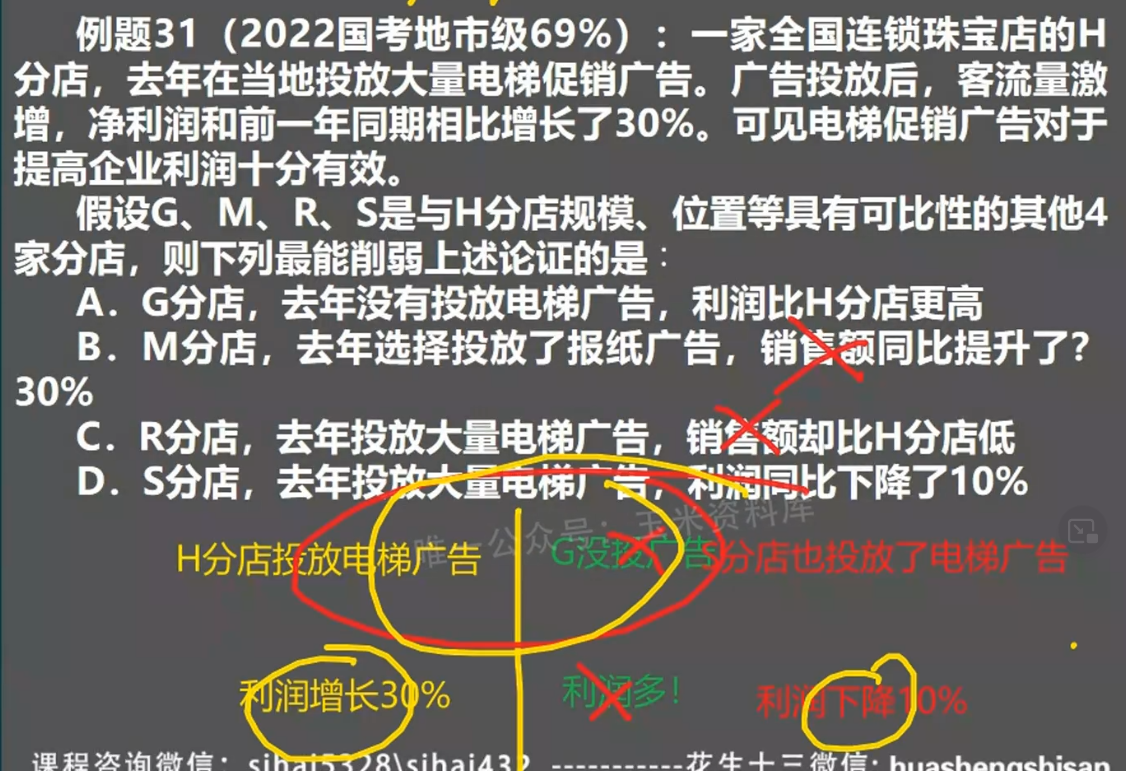 例题31（2022国考地市级69%）：一家全国连锁珠宝店的H
分店，去年在当地投放大量电梯促销广告。广告投放后，客流量激
增，净利润和前一年同期相比增长了30%。可见电梯促销广告对于
提高企业利润十分有效。
假设G、M、R、S是与H分店规模、位置等具有可比性的其他4
家分店，则下列最能削弱上述论证的是：
A．G分店，去年没有投放电梯广告，利润比H分店更高
B．M分店，去年选择投放了报纸广告，销售额同比提升了?
30%
C．R分店，去年投放大量电梯广告，销售额却比H分店低
D．S分店，去年投放大量电梯广告，利润同比下降了10%
唯一公众号：玉米资料库
H分店投放电梯广告 G没投广告 S分店也投放了电梯广告
利润增长30% 利润多！ 利润下降10%
课程咨询微信：sihai5328\sihai432 -----------花生十三微信：huashengshisan